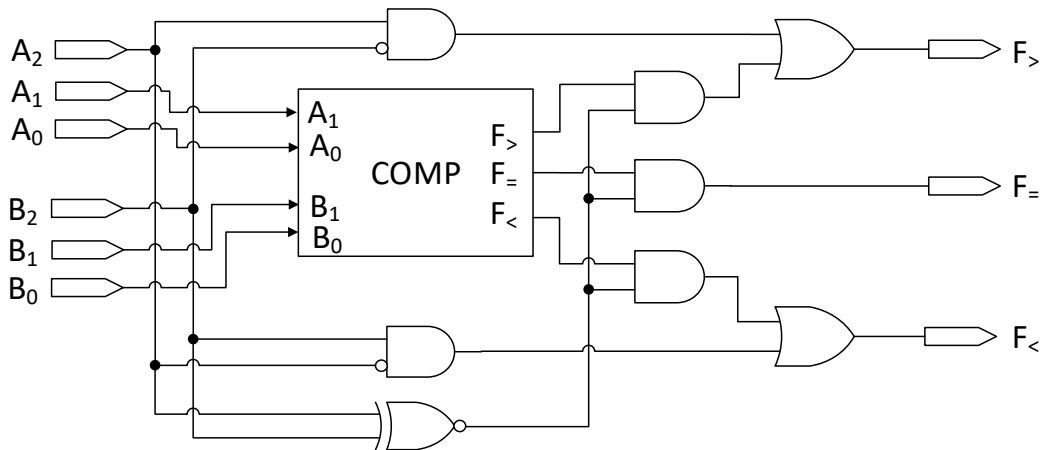 A₂
A₁
A₀
B₂
B₁
B₀
A₁
A₀
B₁
B₀
COMP
F>
F=
F<
F>
F=
F<